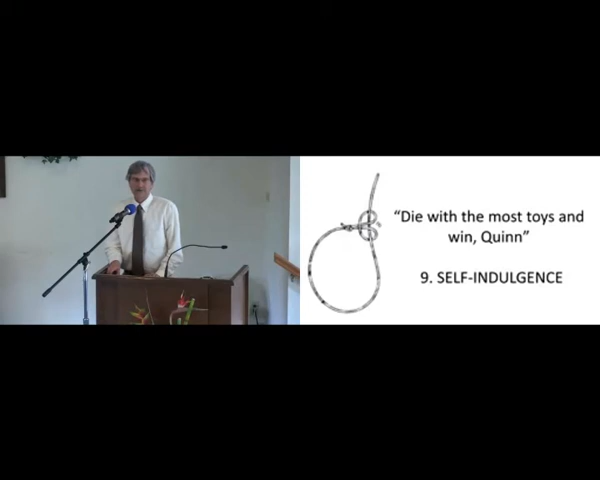 “Die with the most toys and
win, Quinn”
9. SELF-INDULGENCE